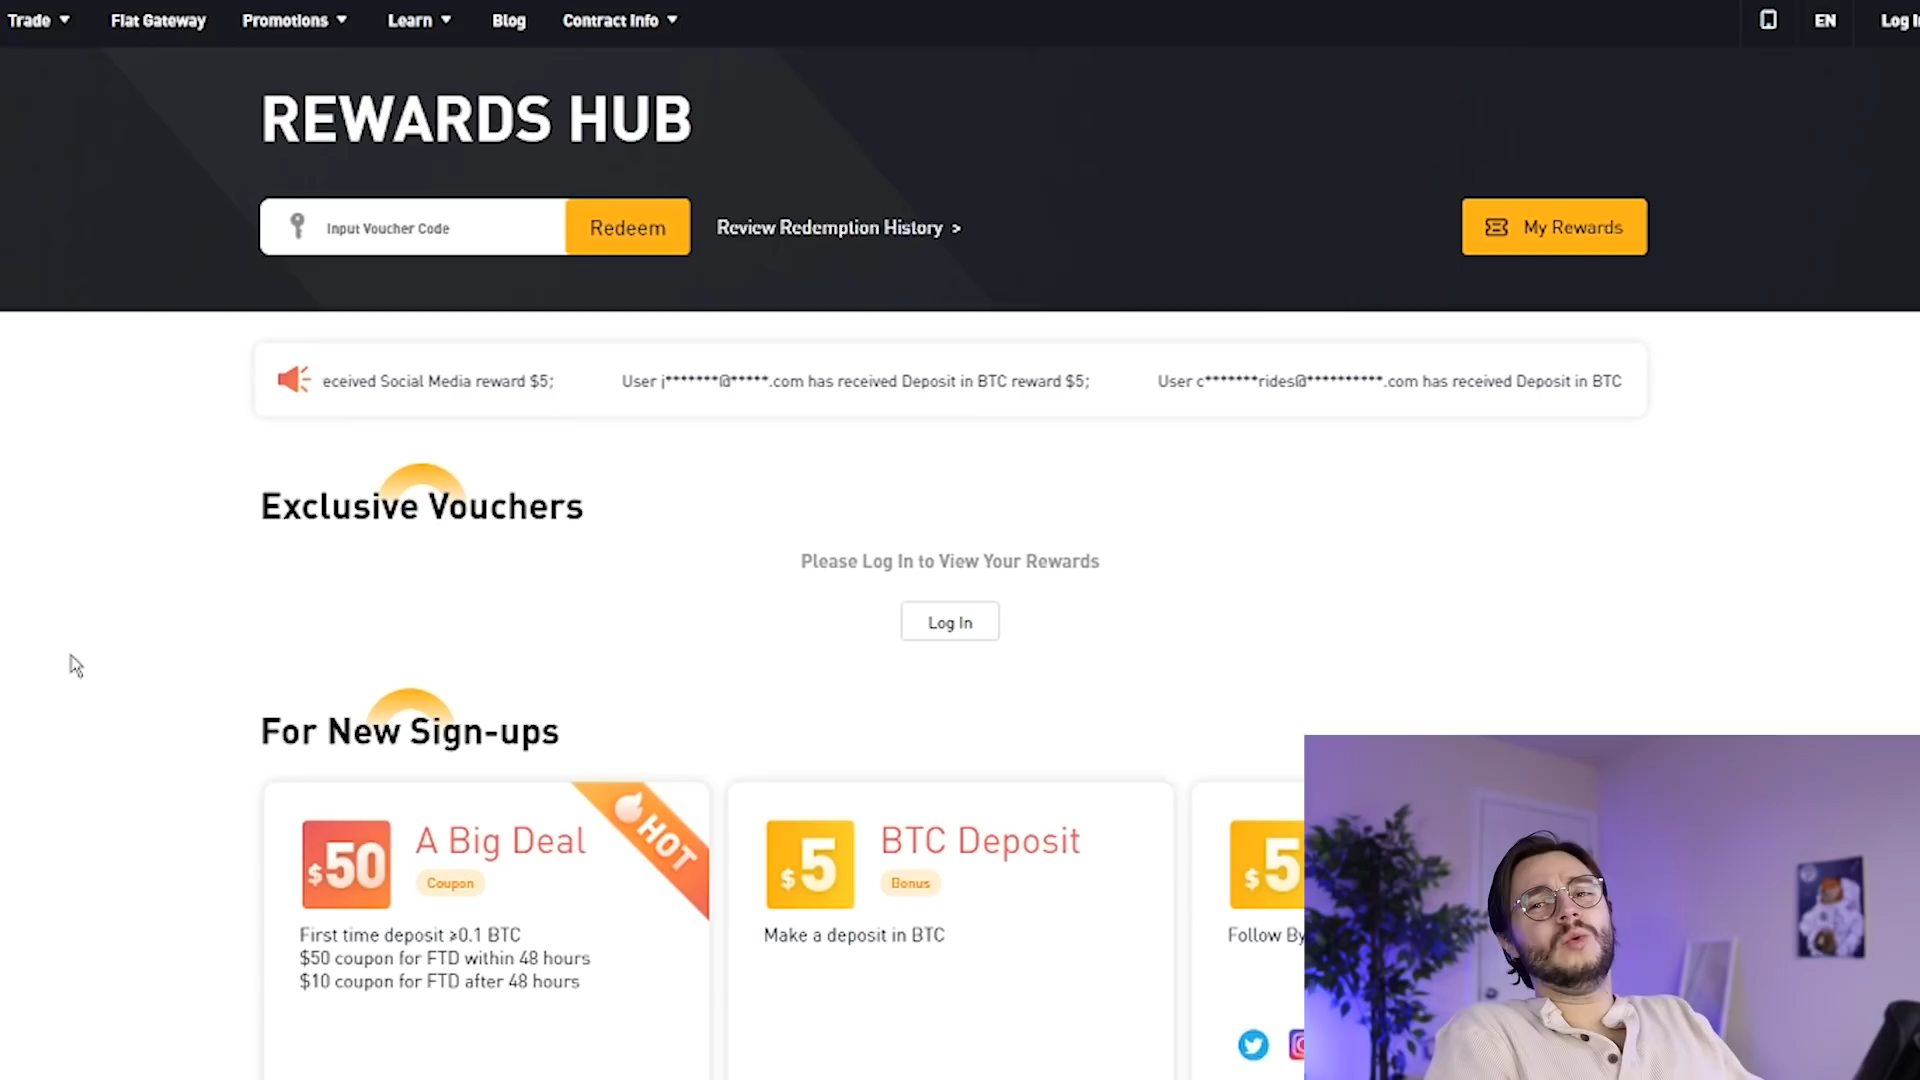 Trade
Fiat Gateway
Promotions
Learn
Blog
Contract Info
EN
Log
REWARDS HUB
Input Voucher Code
Redeem
Review Redemption History >
My Rewards
eceived Social Media reward $5;
User j*******@*****.com has received Deposit in BTC reward $5;
User c*******rides@**********.com has received Deposit in BTC
Exclusive Vouchers
Please Log In to View Your Rewards
Log In
For New Sign-ups
$50
A Big Deal
Coupon
HOT
First time deposit ≥0.1 BTC
$50 coupon for FTD within 48 hours
$10 coupon for FTD after 48 hours
$5
BTC Deposit
Bonus
Make a deposit in BTC
$5
Follow By